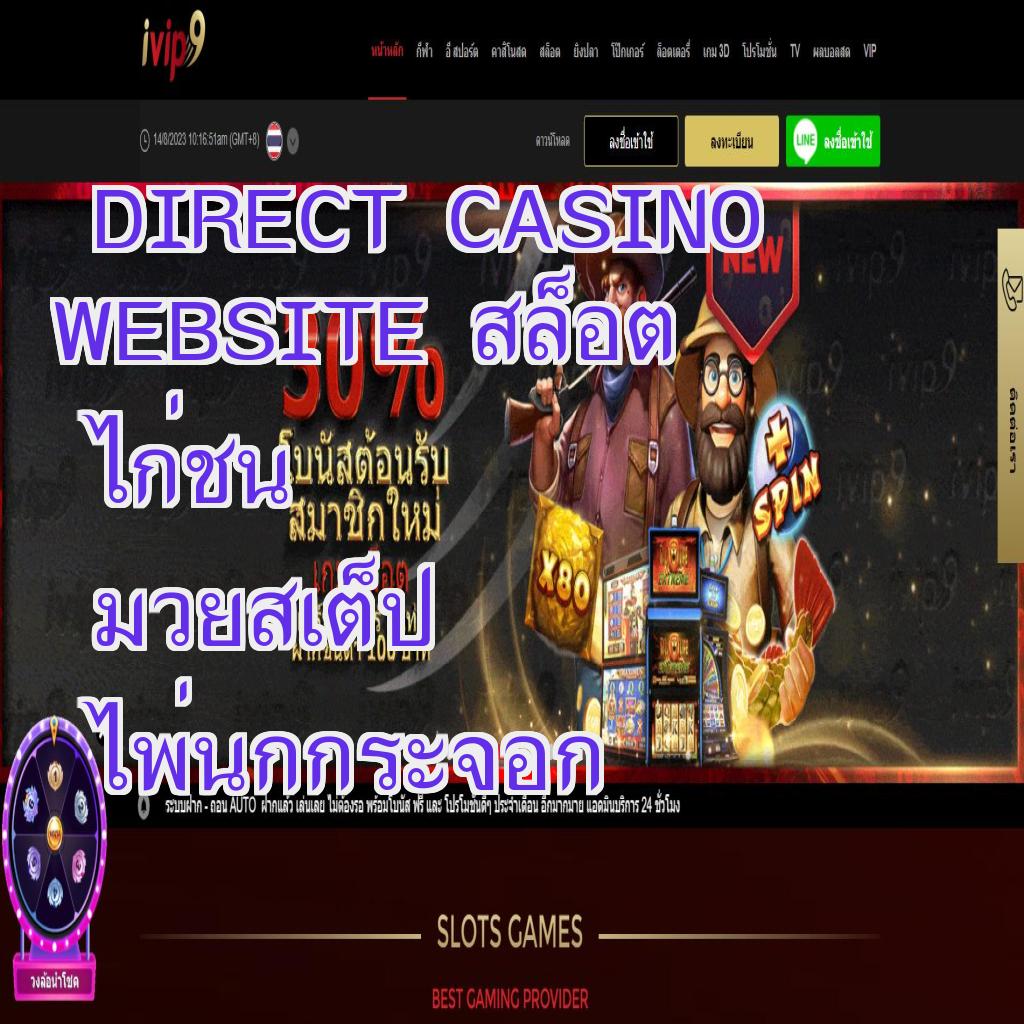 ivip9
หน้าหลัก กีฬา อี สปอร์ต คาสิโนสด สล็อต ยิงปลา โป๊กเกอร์ ล็อตเตอรี่ เกม 3D โปรโมชั่น TV ผลบอลสด VIP
14/8/2023 10:16:51am (GMT+8)
ดาวน์โหลด ลงชื่อเข้าใช้ ลงทะเบียน LINE ลงชื่อเข้าใช้
DIRECT CASINO
NEW
WEBSITE สล็อต
30%
ไก่ชน
โบนัสต้อนรับ
สมาชิกใหม่
ติดต่อเรา
+
SPIN
X80
EXTREME
มวยสเต็ป
100 บาท
ไพ่นกกระจอก
ระบบฝาก - ถอน AUTO ฝากแล้ว เล่นเลย ไม่ต้องรอ พร้อมโบนัส ฟรี และ โปรโมชั่นดีๆ ประจำเดือน อีกมากมาย แอดมินบริการ 24 ชั่วโมง
SLOTS GAMES
วงล้อนำโชค
BEST GAMING PROVIDER